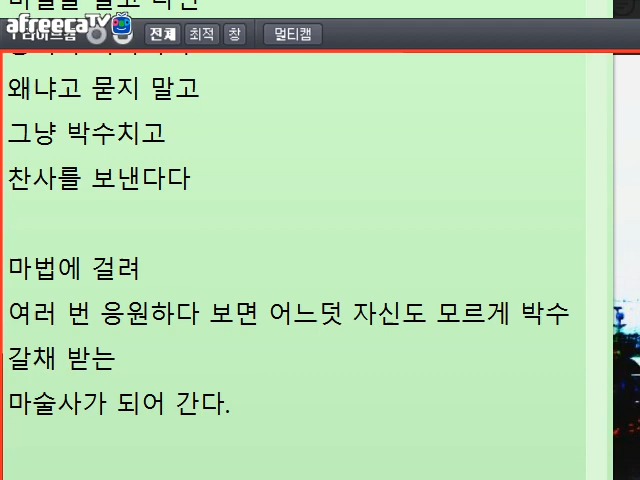 afreecaTV
전체 최적 창 멀티캠
왜냐고 묻지 말고
그냥 박수치고
찬사를 보낸다다
마법에 걸려
여러 번 응원하다 보면 어느덧 자신도 모르게 박수
갈채 받는
마술사가 되어 간다.